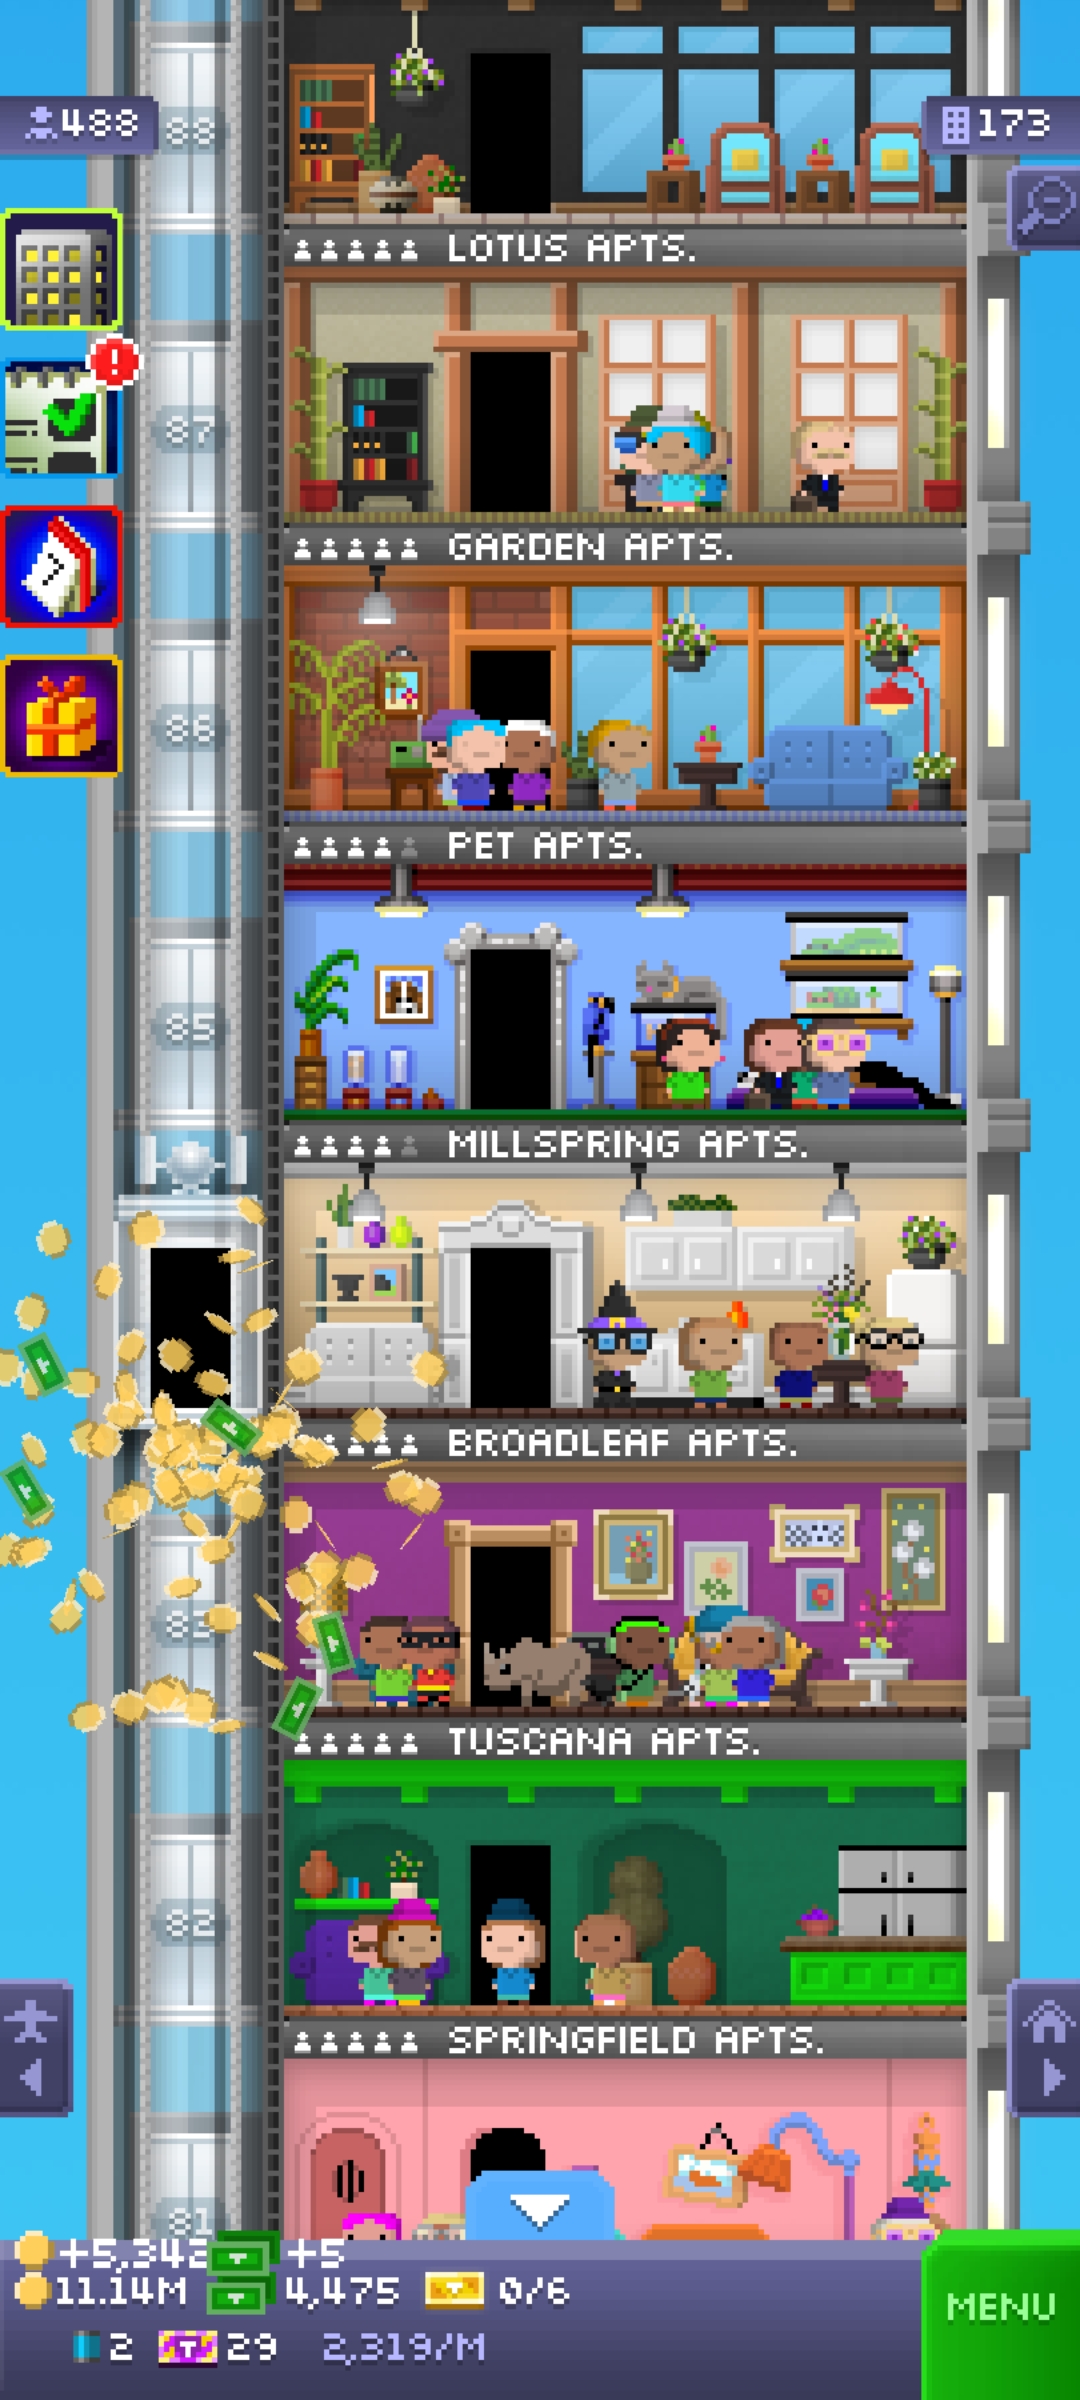 488
88
173
LOTUS APTS.
87
GARDEN APTS.
86
PET APTS.
85
MILLSPRING APTS.
BROADLEAF APTS.
83
TUSCANA APTS.
82
SPRINGFIELD APTS.
81
+5,342 +5
11.14M 4,475 0/6
MENU
2 29 2,319/M